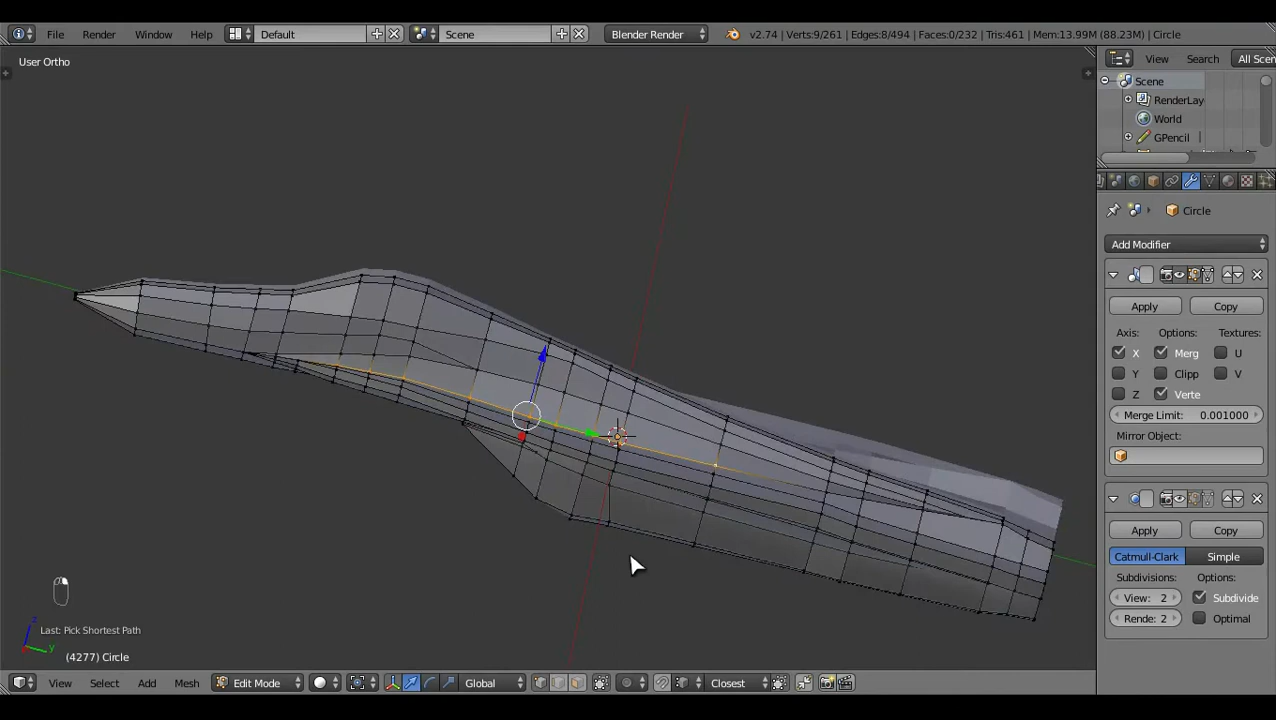 File Render Window Help Default Scene Blender Render v2.74 | Verts:9/261 | Edges:8/494 | Faces:0/232 | Tris:461 | Mem:13.99M (88.23M) | Circle
User Ortho
View Search All Scen
Scene
RenderLay
World
GPencil
Circle
Add Modifier
Apply Copy
Axis: Options: Textures:
X Merg U
Y Clipp V
Z Verte
Merge Limit: 0.001000
Mirror Object:
Apply Copy
Catmull-Clark Simple
Subdivisions: Options:
View: 2 Subdivide
Rende: 2 Optimal
z
y
Last: Pick Shortest Path
(4277) Circle
View Select Add Mesh Edit Mode Global Closest